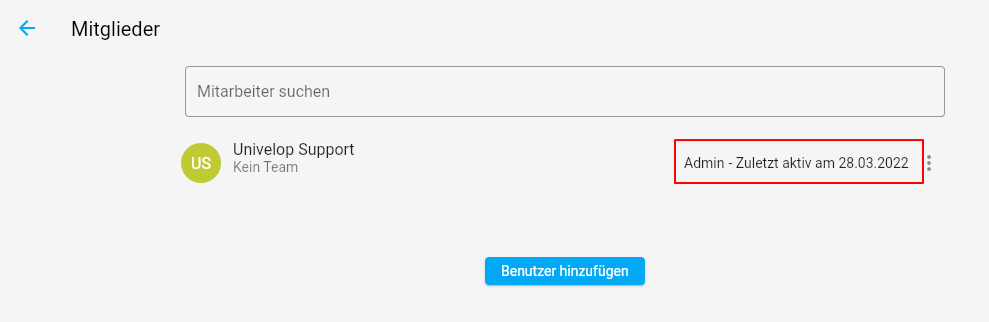 Mitglieder
Mitarbeiter suchen
US
Univelop Support
Kein Team
Admin - Zuletzt aktiv am 28.03.2022
Benutzer hinzufügen